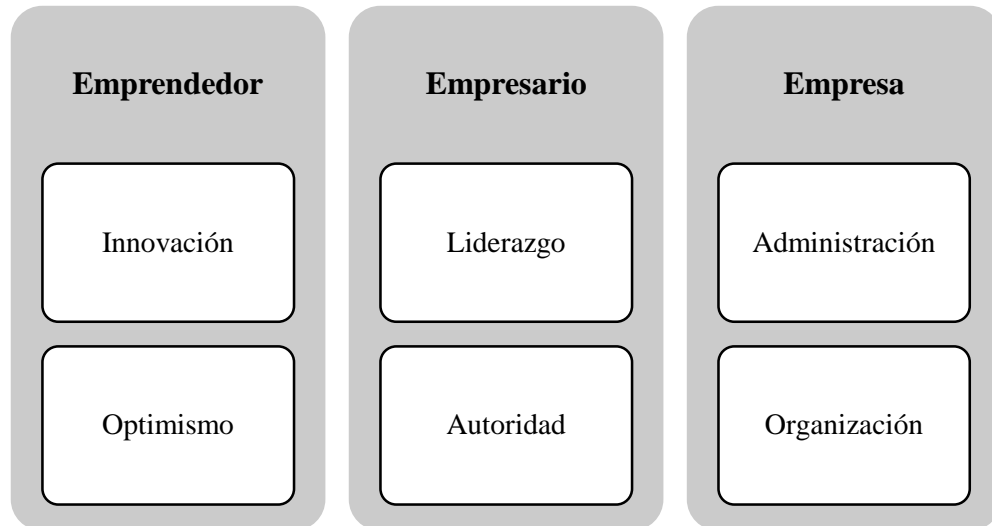 Emprendedor
Innovación
Optimismo
Empresario
Liderazgo
Autoridad
Empresa
Administración
Organización